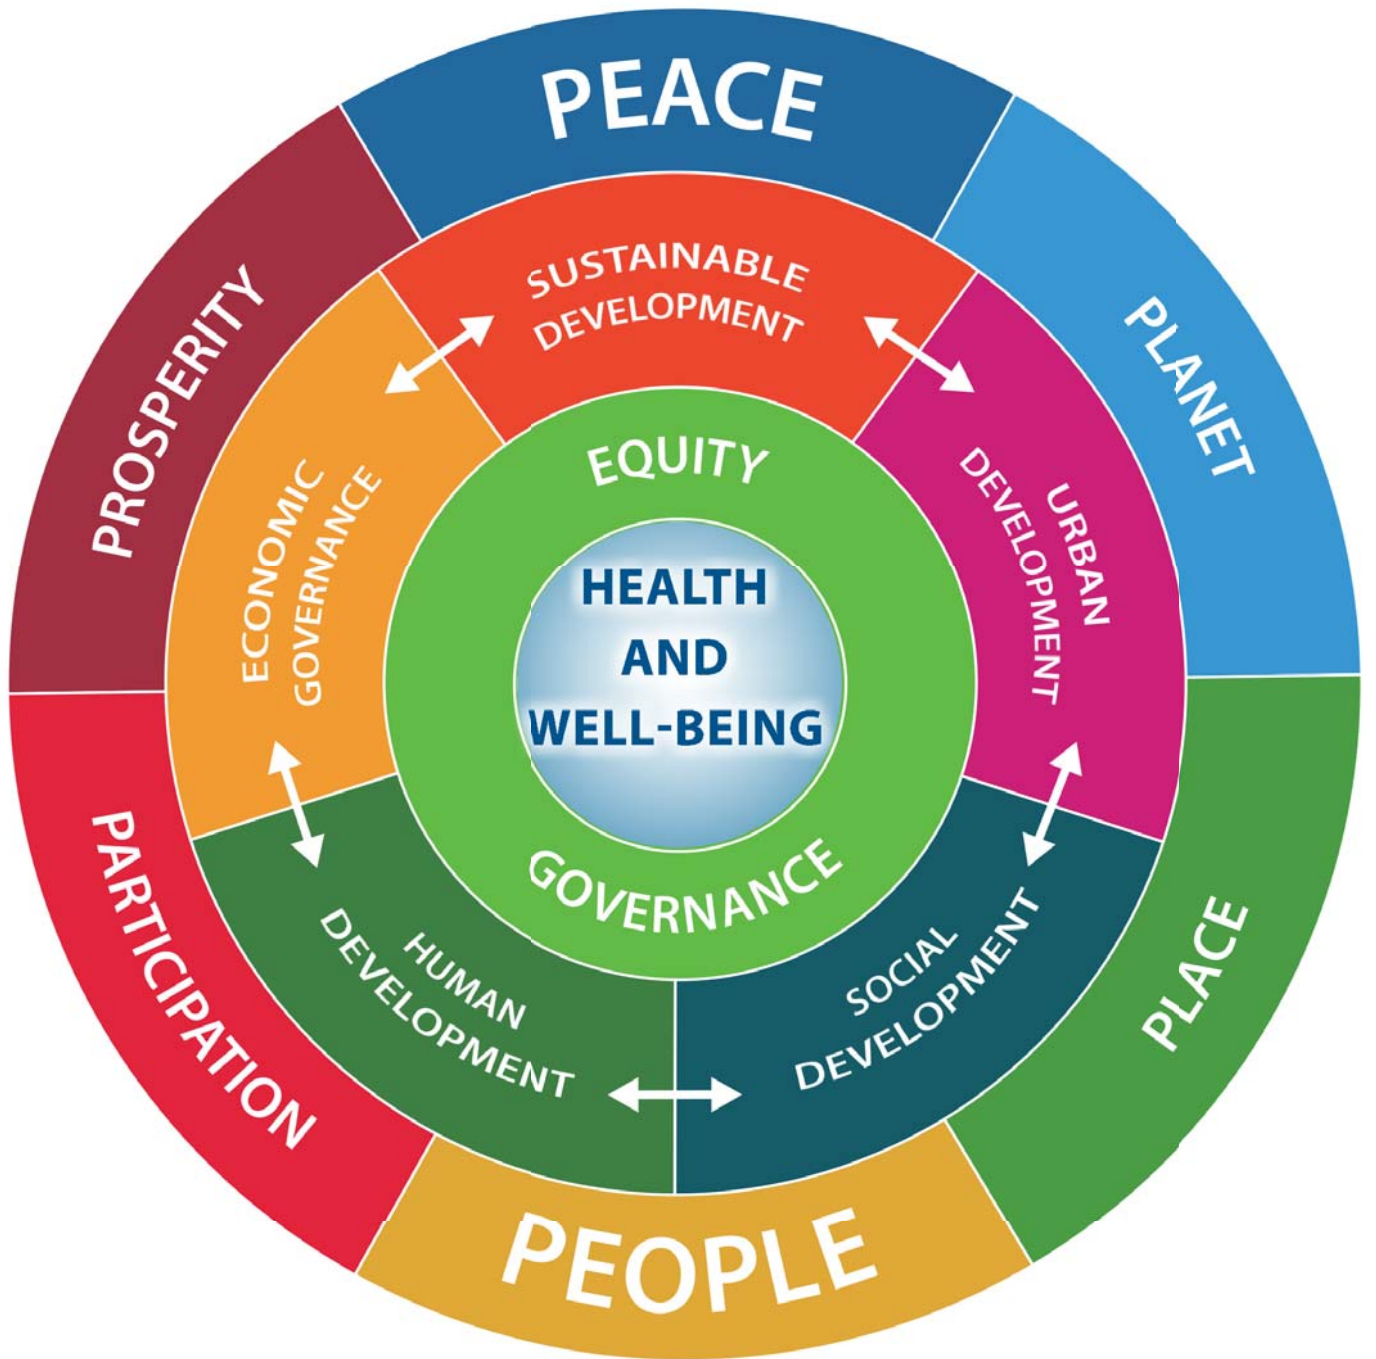 PEACE
PLANET
PLACE
PEOPLE
PARTICIPATION
PROSPERITY
SUSTAINABLE
DEVELOPMENT
URBAN
DEVELOPMENT
SOCIAL
DEVELOPMENT
HUMAN
DEVELOPMENT
ECONOMIC
GOVERNANCE
EQUITY
GOVERNANCE
HEALTH
AND
WELL-BEING